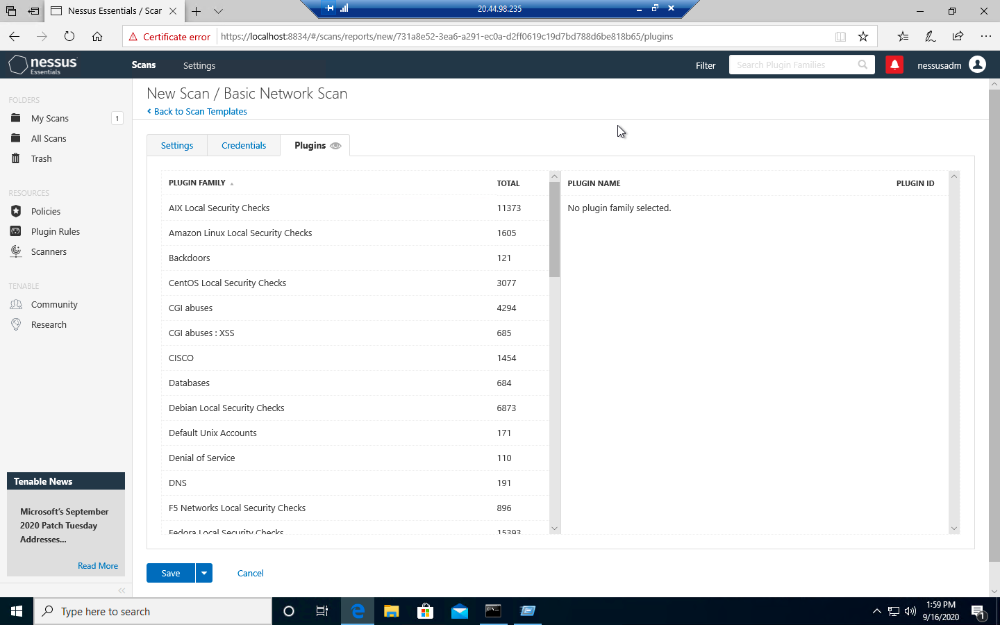 Nessus Essentials / Scar
20.44.98.235
Certificate error
https://localhost:8834/#/scans/reports/new/731a8e52-3ea6-a291-ec0a-d2ff0619c19d7bd788d6be818b65/plugins
nessus
Essentials
Scans
Settings
Filter
Search Plugin Families
nessusadm
FOLDERS
My Scans
1
All Scans
Trash
RESOURCES
Policies
Plugin Rules
Scanners
TENABLE
Community
Research
Tenable News
Microsoft's September
2020 Patch Tuesday
Addresses...
Read More
New Scan / Basic Network Scan
Back to Scan Templates
Settings
Credentials
Plugins
PLUGIN FAMILY TOTAL
AIX Local Security Checks 11373
Amazon Linux Local Security Checks 1605
Backdoors 121
CentOS Local Security Checks 3077
CGI abuses 4294
CGI abuses : XSS 685
CISCO 1454
Databases 684
Debian Local Security Checks 6873
Default Unix Accounts 171
Denial of Service 110
DNS 191
F5 Networks Local Security Checks 896
Fedora Local Security Checks 15393
PLUGIN NAME PLUGIN ID
No plugin family selected.
Save
Cancel
Type here to search
1:59 PM
9/16/2020
1